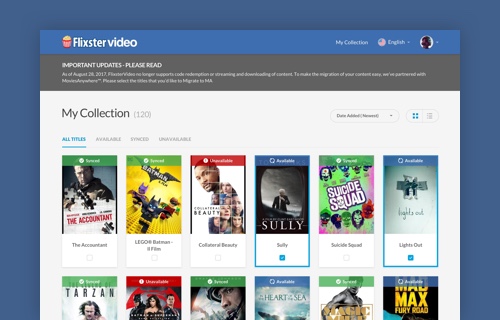 Flixster video
My Collection English
IMPORTANT UPDATES - PLEASE READ
As of August 28, 2017, FlixsterVideo no longer supports code redemption or streaming and downloading of content. To make the migration of your content easy, we've partnered with
MoviesAnywhere™. Please select the titles that you'd like to Migrate to MA
My Collection (120)
Date Added ( Newest)
ALL TITLES AVAILABLE SYNCED UNAVAILABLE
Synced Synced Unavailable Available Synced Available
THE ACCOUNTANT
BATMAN
COLLATERAL
BEAUTY
SULLY
SUICIDE
SQUAD
lights out
The Accountant LEGO® Batman - Il Film Collateral Beauty Sully Suicide Squad Lights-Out
Synced Unavailable Synced Available Synced Available
TARZAN
HEART OF THE
SEA
MAGIC
MAD
MAX
FURY ROAD